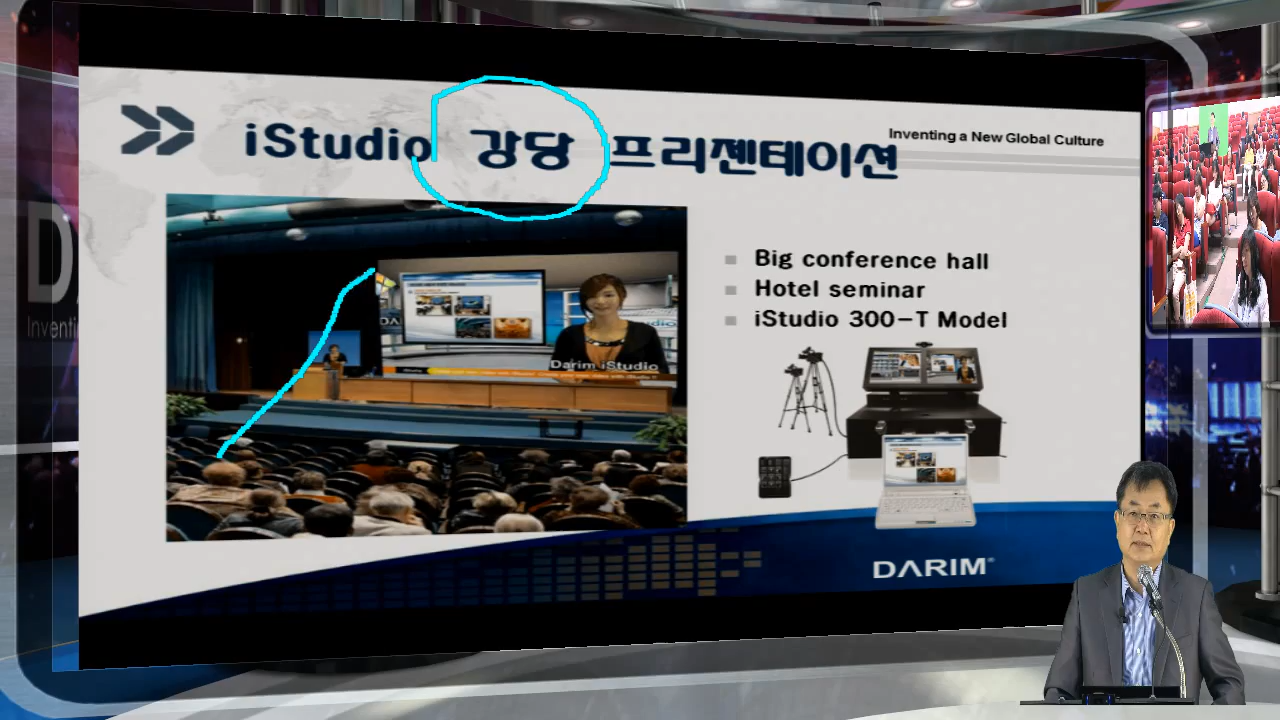 iStudio 강당 프리젠테이션
Inventing a New Global Culture
Big conference hall
Hotel seminar
iStudio 300-T Model
Darim iStudio
DARIM®